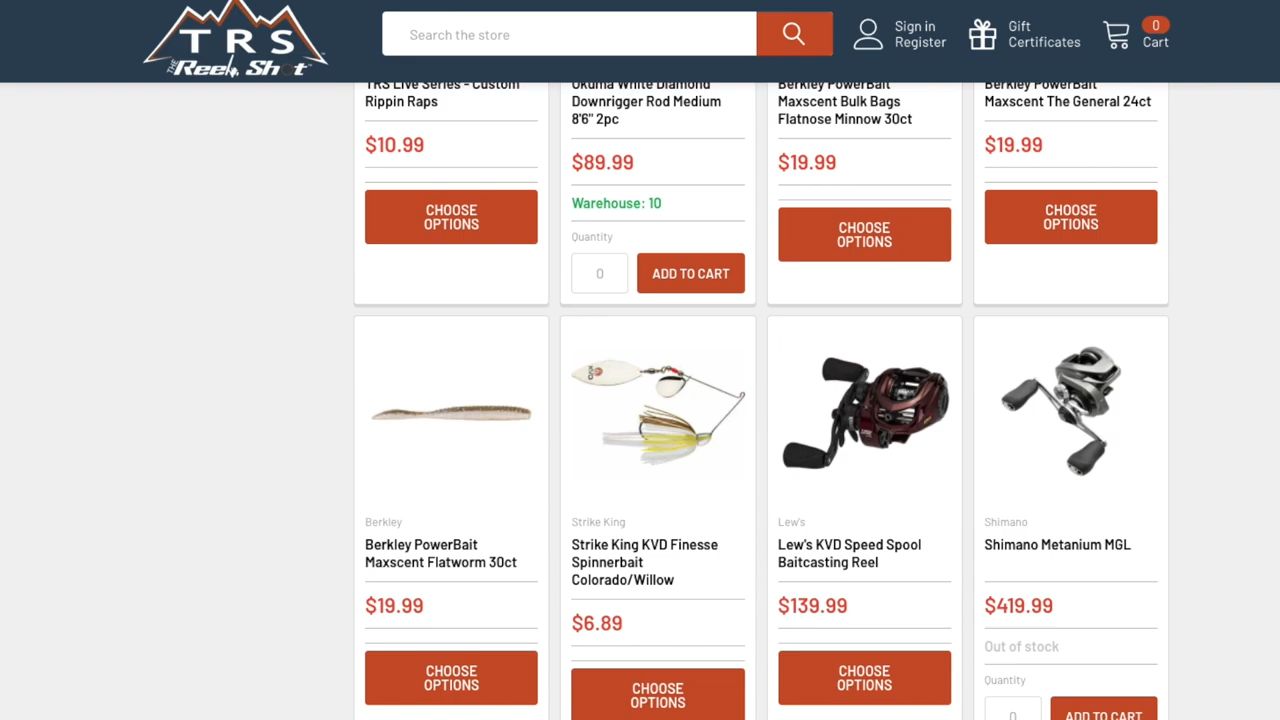 TRS
THE Reel Shot
Search the store
Sign in
Register
Gift
Certificates
0
Cart
TRS Live Series - Custom
Rippin Raps
$10.99
CHOOSE
OPTIONS
Okuma White Diamond
Downrigger Rod Medium
8'6" 2pc
$89.99
Warehouse: 10
Quantity
0
ADD TO CART
Berkley PowerBait
Maxscent Bulk Bags
Flatnose Minnow 30ct
$19.99
CHOOSE
OPTIONS
Berkley PowerBait
Maxscent The General 24ct
$19.99
CHOOSE
OPTIONS
Berkley
Berkley PowerBait
Maxscent Flatworm 30ct
$19.99
CHOOSE
OPTIONS
Strike King
Strike King KVD Finesse
Spinnerbait
Colorado/Willow
$6.89
CHOOSE
OPTIONS
Lew's
Lew's KVD Speed Spool
Baitcasting Reel
$139.99
CHOOSE
OPTIONS
Shimano
Shimano Metanium MGL
$419.99
Out of stock
Quantity
0
ADD TO CART